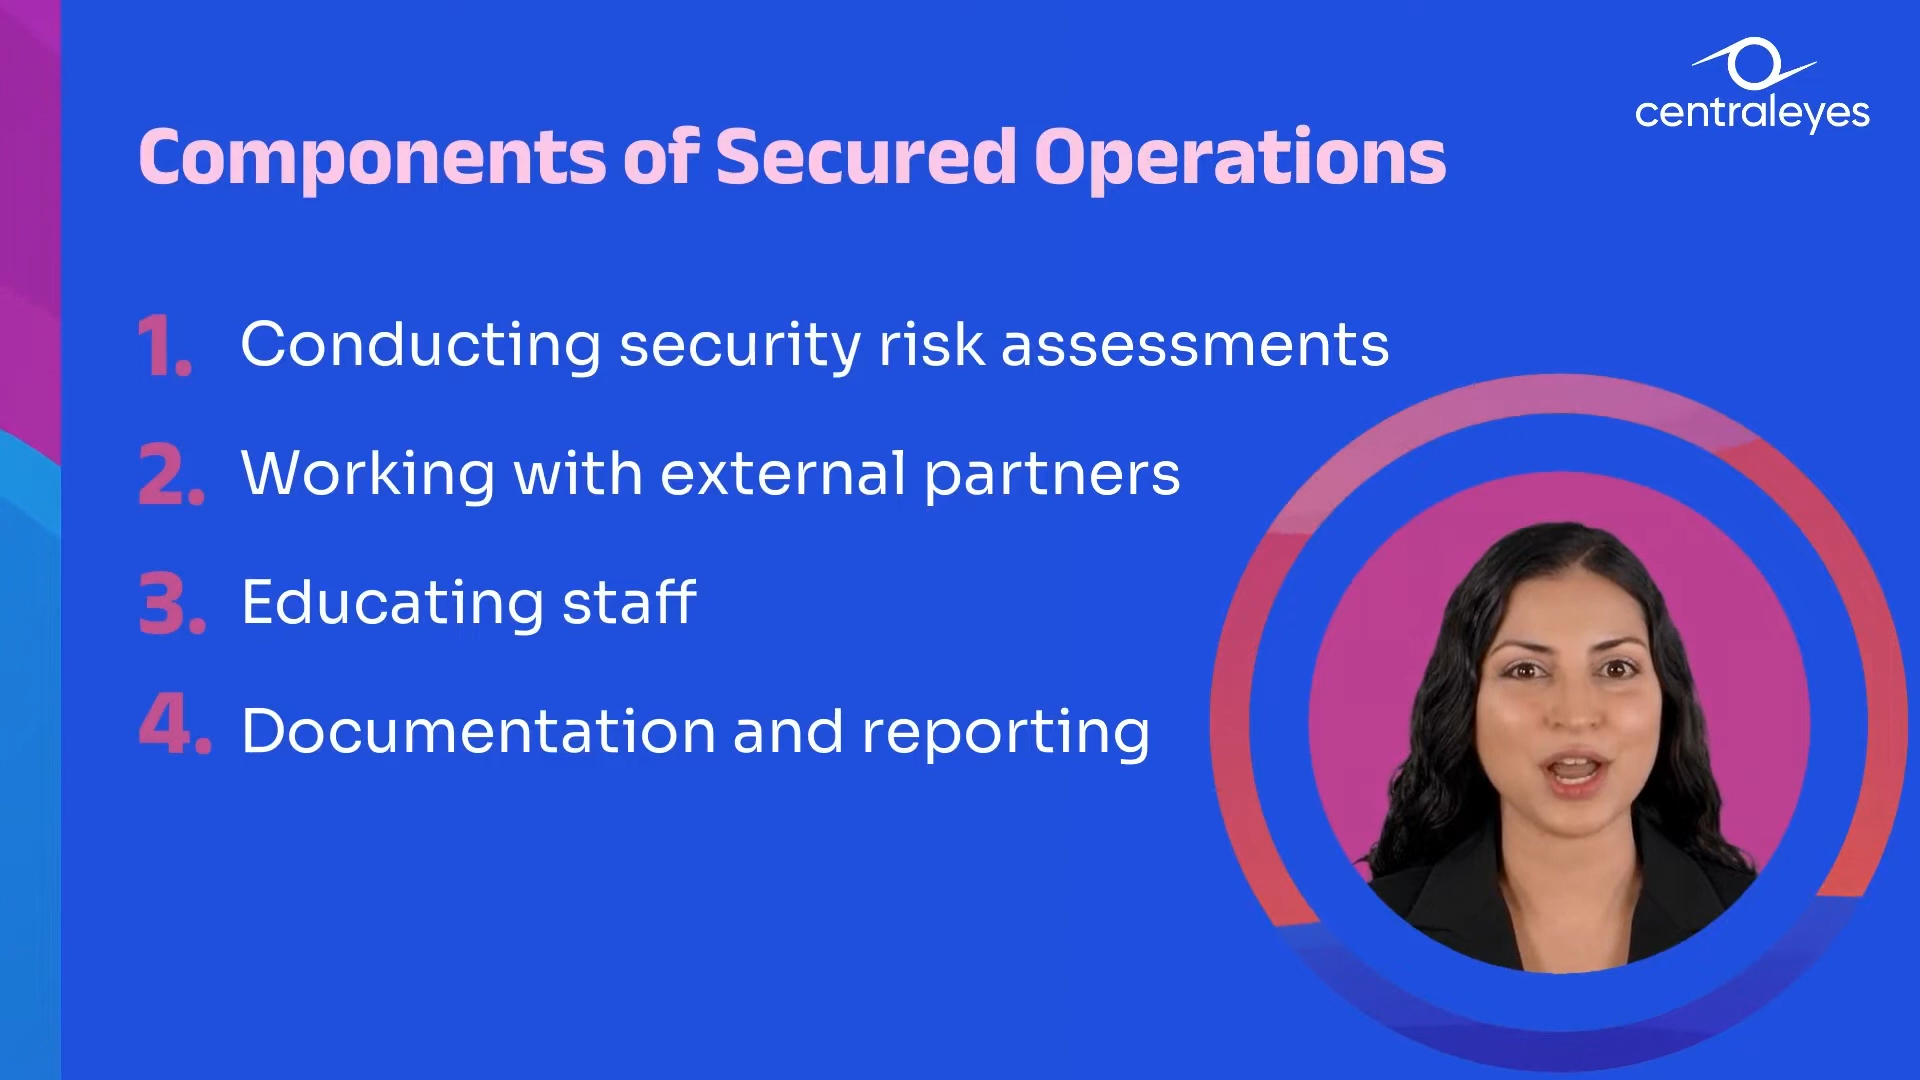 centraleyes
Components of Secured Operations
1. Conducting security risk assessments
2. Working with external partners
3. Educating staff
4. Documentation and reporting